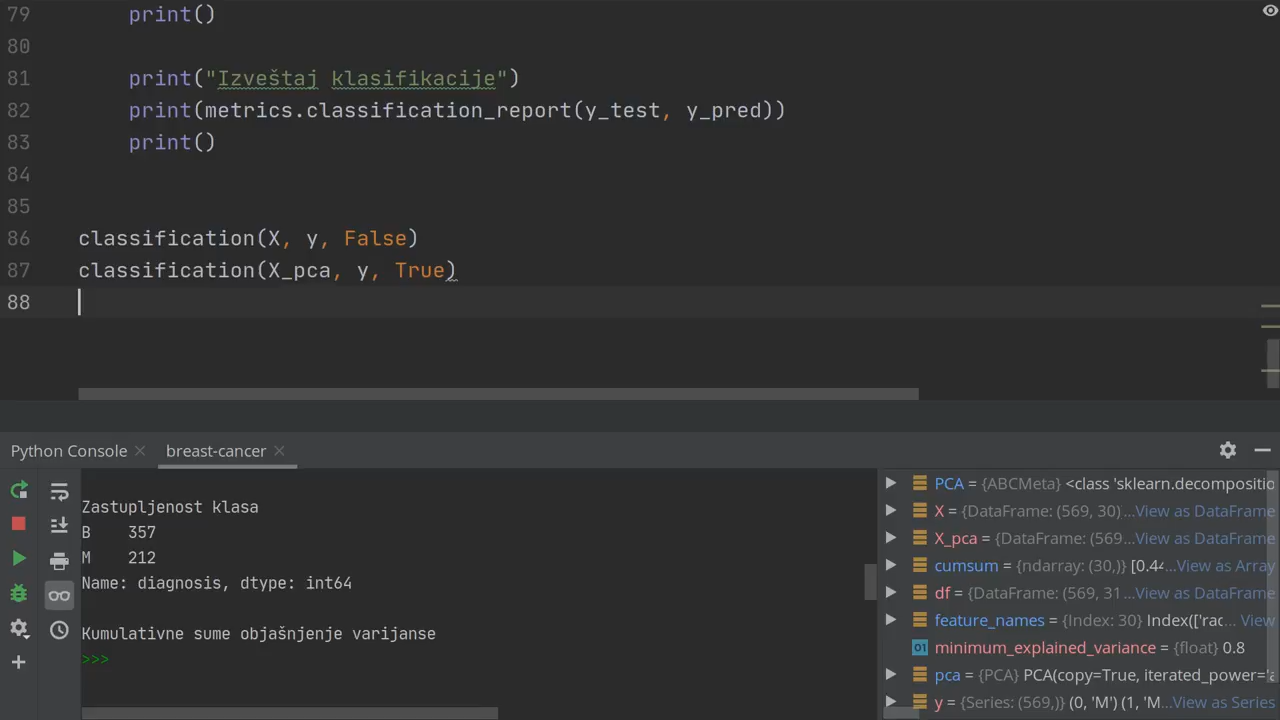 79 print()
80
81 print("Izveštaj klasifikacije")
82 print(metrics.classification_report(y_test, y_pred))
83 print()
84
85
86 classification(X, y, False)
87 classification(X_pca, y, True)
88
Python Console
breast-cancer
Zastupljenost klasa
B 357
M 212
Name: diagnosis, dtype: int64
Kumulativne sume objašnjenje varijanse
>>>
PCA = {ABCMeta} <class 'sklearn.decompositio
X = {DataFrame: (569, 30) ...View as DataFrame
X_pca = {DataFrame: (569... View as DataFrame
cumsum = {ndarray: (30,)} [0.44... View as Array
df = {DataFrame: (569, 31 ...View as DataFrame
feature_names = {Index: 30} Index(['rad... View
01 minimum_explained_variance = {float} 0.8
pca = {PCA} PCA(copy=True, iterated_power='a
y = {Series: (569,)} (0, 'M') (1, 'M ...View as Series